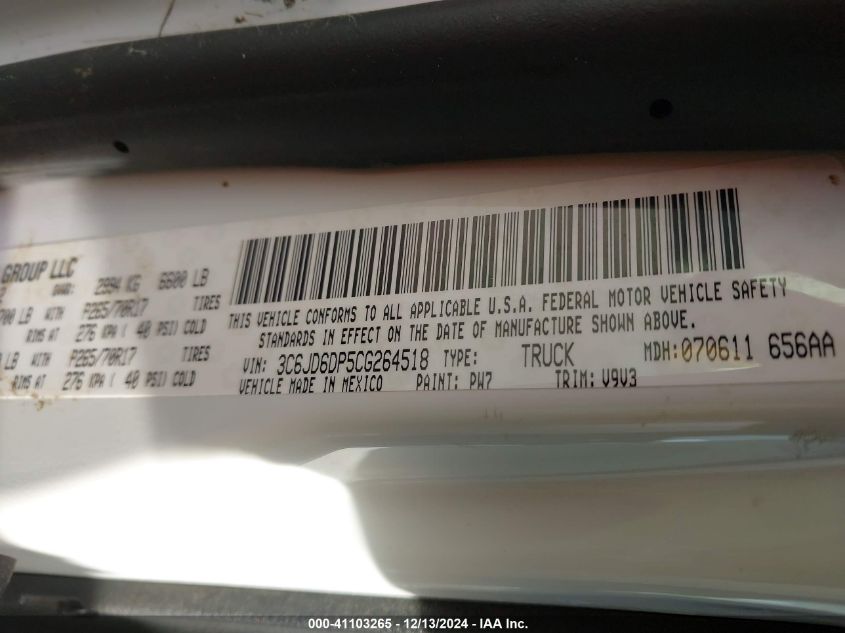 GROUP LLC
GVWR: 2994 KG 6600 LB
700 LB WITH P265/70R17 TIRES
RIMS AT 276 KPA ( 40 PSI) COLD
LB WITH P265/70R17 TIRES
RIMS AT 276 KPA ( 40 PSI) COLD
THIS VEHICLE CONFORMS TO ALL APPLICABLE U.S.A. FEDERAL MOTOR VEHICLE SAFETY
STANDARDS IN EFFECT ON THE DATE OF MANUFACTURE SHOWN ABOVE.
VIN: 3C6JD6DP5CG264518 TYPE: TRUCK MDH:070611 656AA
VEHICLE MADE IN MEXICO PAINT: PW7 TRIM: V9V3
000-41103265 - 12/13/2024 - IAA Inc.